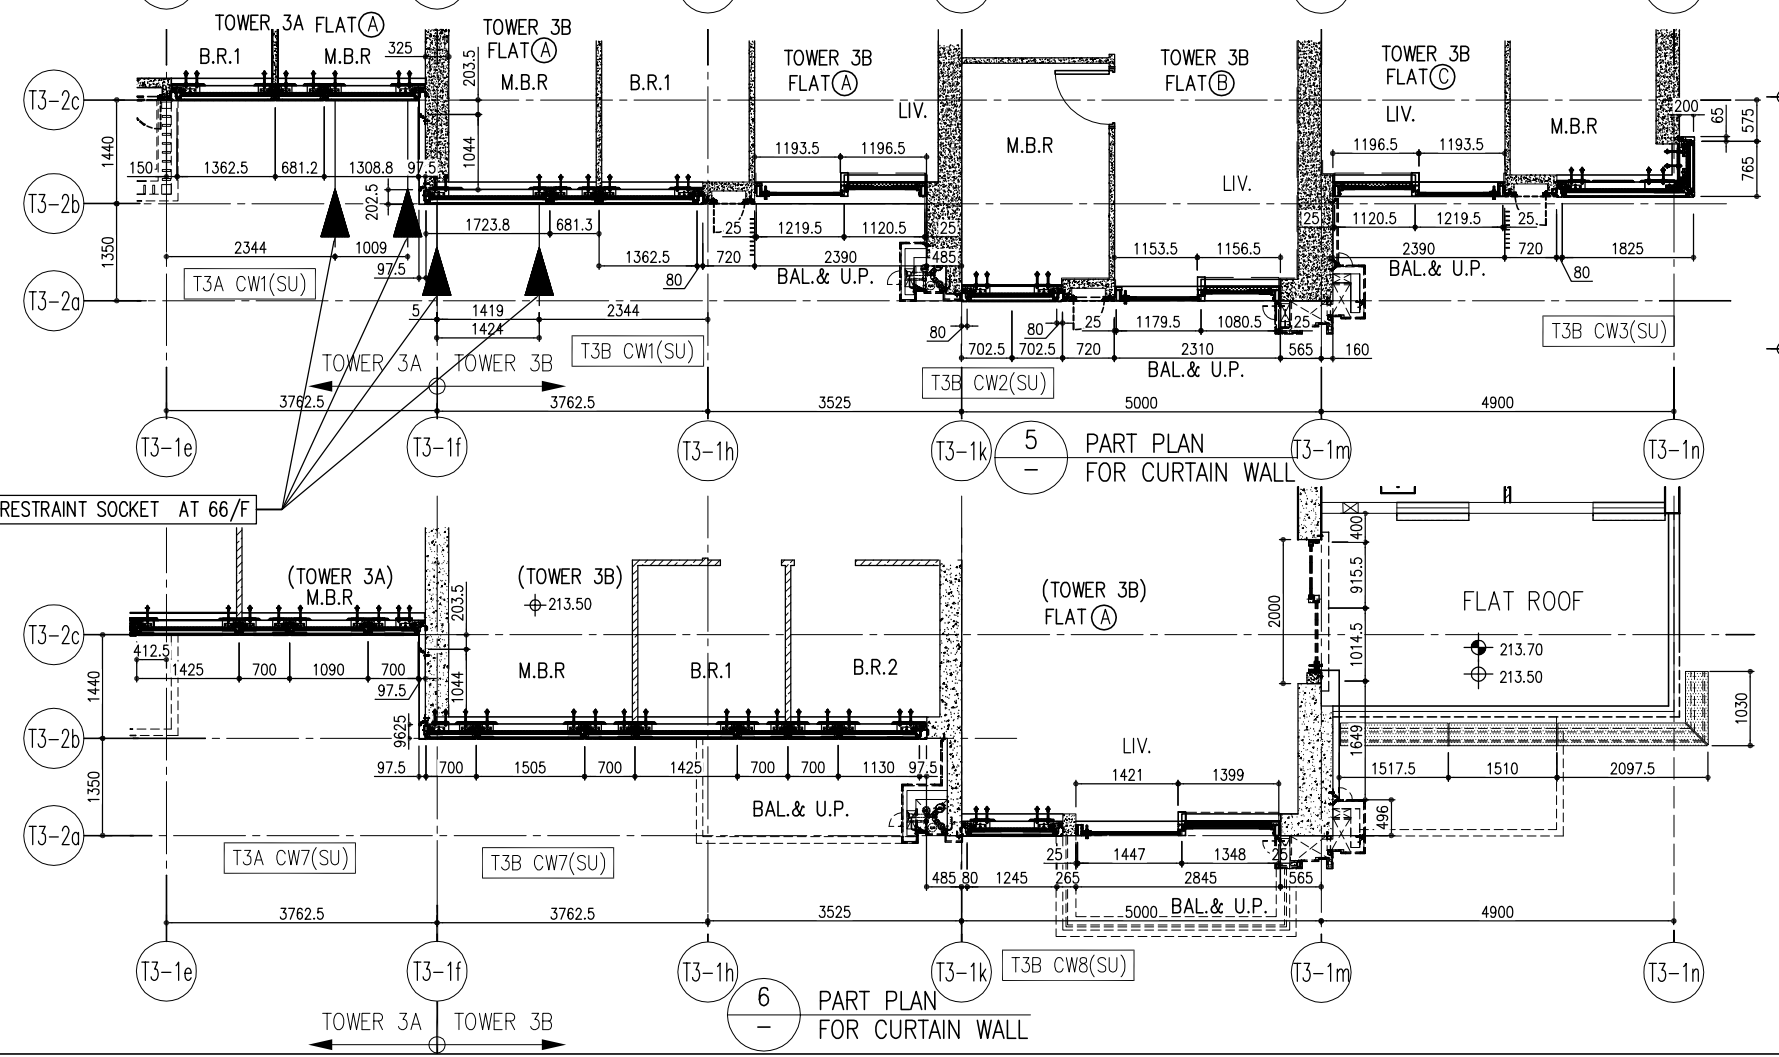 TOWER 3A FLAT A
TOWER 3B
FLAT A
B.R.1
M.B.R
325
203.5
M.B.R
B.R.1
TOWER 3B
FLAT A
TOWER 3B
FLAT B
TOWER 3B
FLAT C
T3-2c
LIV.
M.B.R
LIV.
M.B.R
200
65
575
1440
150
1362.5
681.2
1308.8
97.5
1044
1193.5
1196.5
1196.5
1193.5
765
LIV.
T3-2b
202.5
1723.8
681.3
25
1219.5
1120.5
25
25
1120.5
1219.5
25
1350
2344
1009
97.5
1362.5
720
2390
485
1153.5
1156.5
2390
720
1825
80
BAL.& U.P.
BAL.& U.P.
80
T3A CW1(SU)
T3-2a
5
1419
2344
1424
80
80
25
1179.5
1080.5
25
T3B CW1(SU)
702.5
702.5
720
2310
565
160
T3B CW3(SU)
TOWER 3A
TOWER 3B
BAL.& U.P.
T3B CW2(SU)
3762.5
3762.5
3525
5000
4900
T3-1e
T3-1f
T3-1h
T3-1k
T3-1m
T3-1n
5
–
PART PLAN
FOR CURTAIN WALL
RESTRAINT SOCKET AT 66/F
(TOWER 3A)
M.B.R
(TOWER 3B)
213.50
203.5
(TOWER 3B)
FLAT A
2000
400
915.5
1014.5
1649
FLAT ROOF
213.70
213.50
T3-2c
412.5
1425
700
1090
700
97.5
1440
1044
M.B.R
B.R.1
B.R.2
1030
T3-2b
9625
LIV.
97.5
700
1505
700
1425
700
700
1130
97.5
1421
1399
1517.5
1510
2097.5
1350
BAL.& U.P.
496
T3-2a
T3A CW7(SU)
T3B CW7(SU)
25
1447
1348
25
485
80
1245
265
2845
565
BAL.& U.P.
3762.5
3762.5
3525
5000
4900
T3B CW8(SU)
T3-1e
T3-1f
T3-1h
T3-1k
T3-1m
T3-1n
6
–
PART PLAN
FOR CURTAIN WALL
TOWER 3A
TOWER 3B